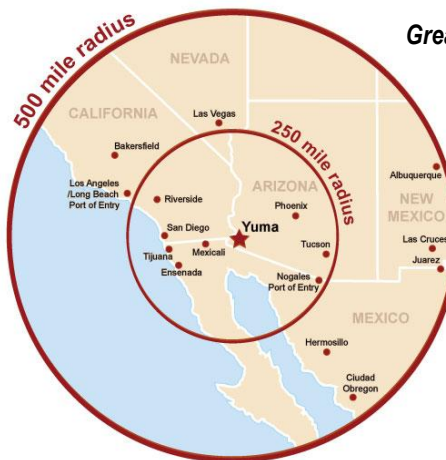 Grea
500 mile radius
NEVADA
CALIFORNIA
Las Vegas
250 mile radius
Bakersfield
Albuquerque
Los Angeles
/Long Beach
Port of Entry
Riverside
ARIZONA
Phoenix
NEW
MEXICO
San Diego
Yuma
Tijuana
Mexicali
Tucson
Las Cruces
Juarez
Ensenada
Nogales
Port of Entry
MEXICO
Hermosillo
Ciudad
Obregon